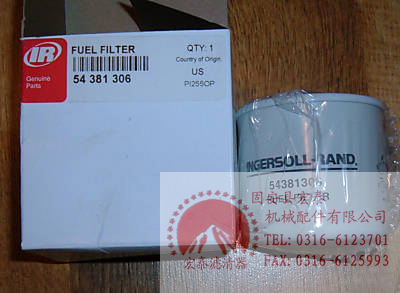 IR
Genuine
Parts
FUEL FILTER
54 381 306
QTY: 1
Country of Origin
US
INGERSOLL-RAND
54381306
FUEL FILTER
固安县宏泰
机械配件有限公司
TEL: 0316-6123701
FAX: 0316-6125993
宏泰滤清器